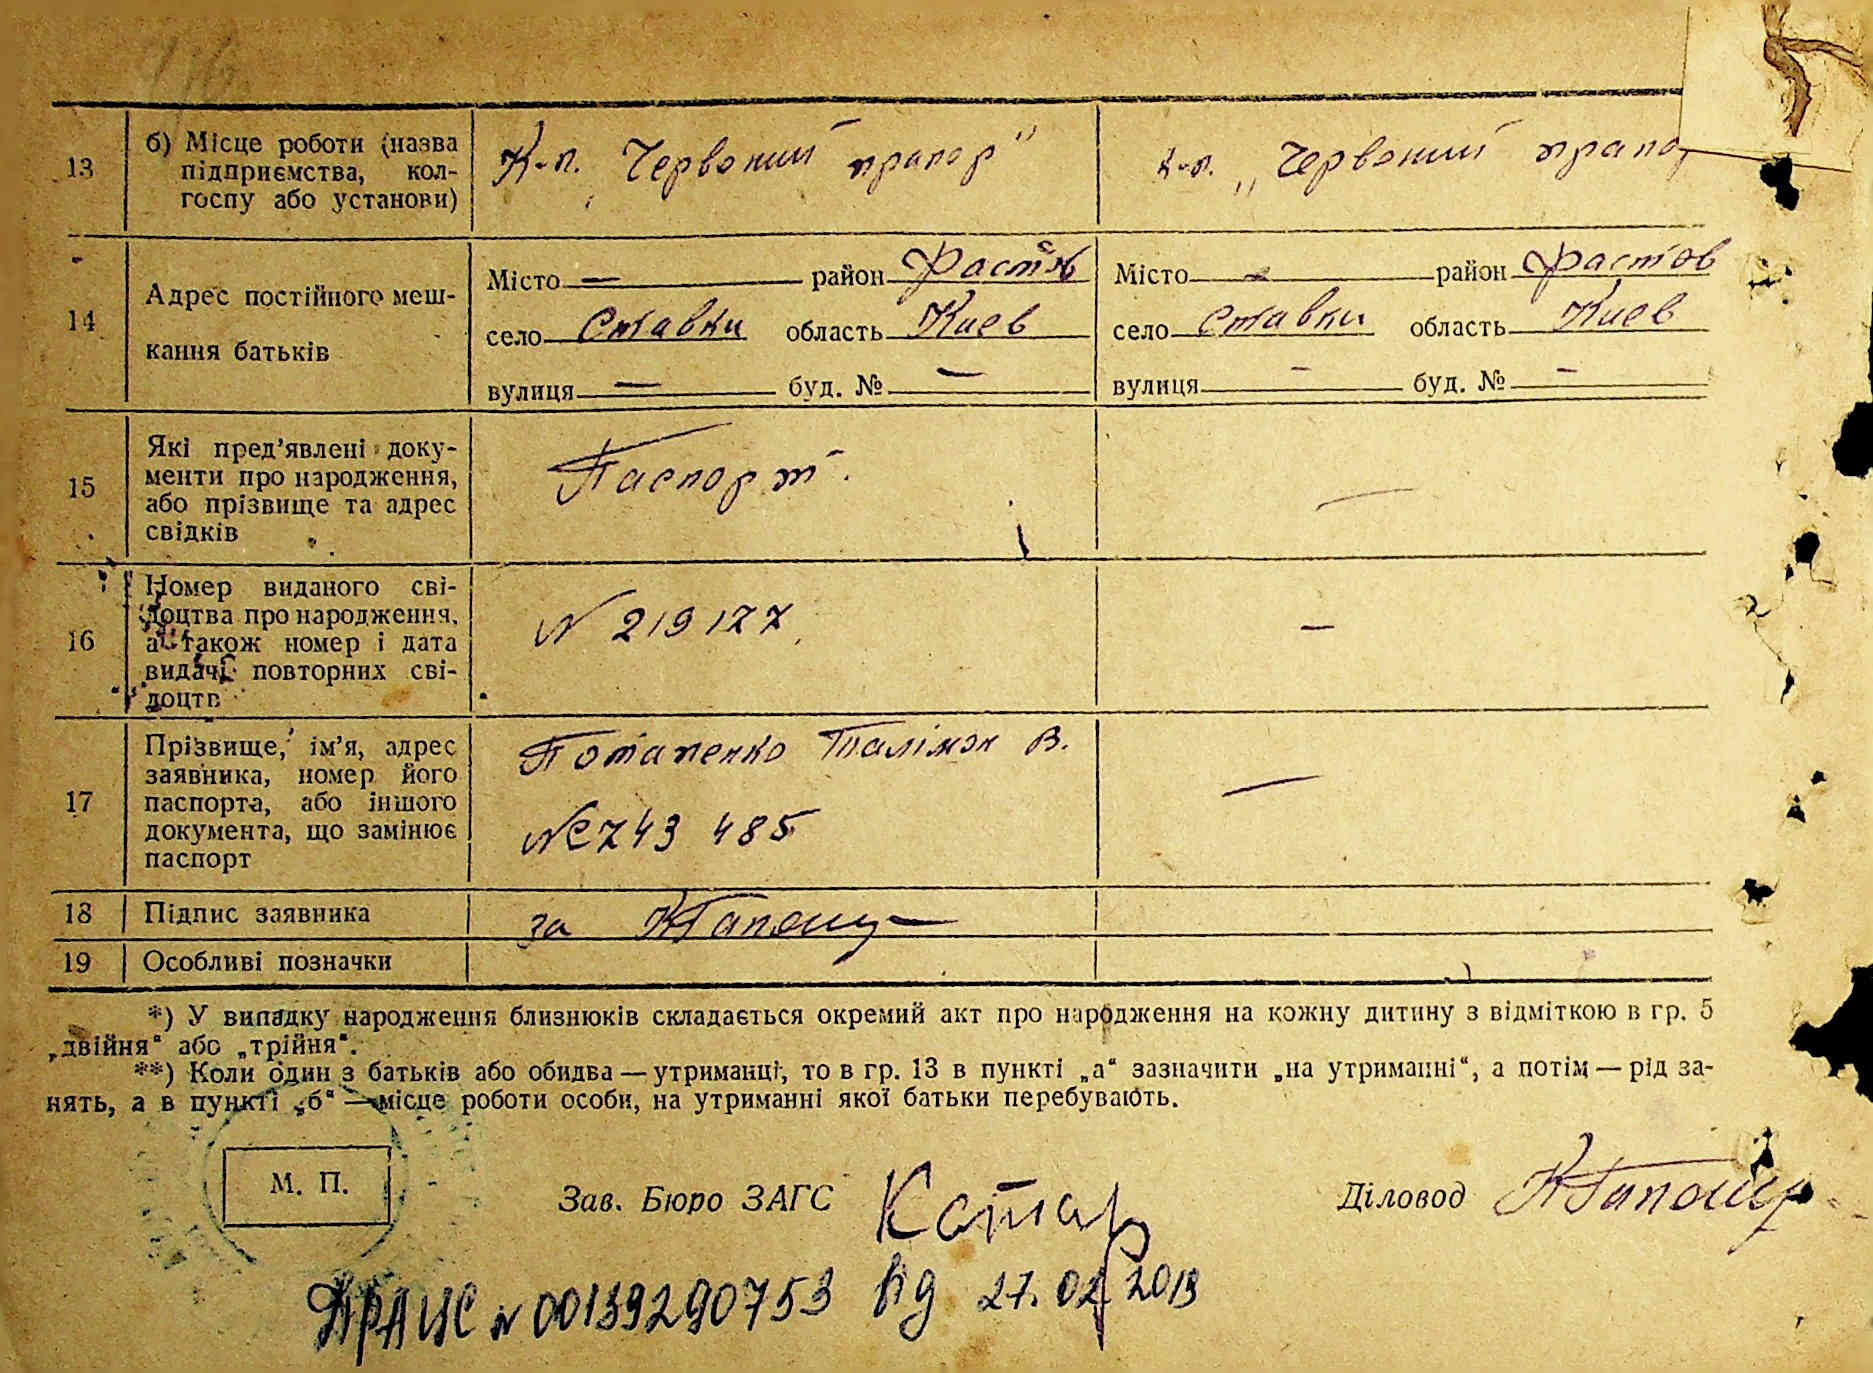 13 б) Місце роботи (назва підприємства, колгоспу або установи) К-п. „Червоний прапор" к-п. „Червоний прапор
14 Адрес постійного мешкання батьків
Місто — район Фастів Місто — район Фастов
село Ставки область Киев село Ставки область Киев
вулиця — буд. № — вулиця — буд. № —
15 Які пред'явлені документи про народження, або прізвище та адрес свідків Паспорт. —
16 Номер виданого свідоцтва про народження, а також номер і дата видачі повторних свідоцтв N 219177 —
17 Прізвище, ім'я, адрес заявника, номер його паспорта, або іншого документа, що замінює паспорт Потапенко В. — № 743 485
18 Підпис заявника за
19 Особливі позначки
*) У випадку народження близнюків складається окремий акт про народження на кожну дитину з відміткою в гр. 5
„двійня" або „трійня".
**) Коли один з батьків або обидва — утриманці, то в гр. 13 в пункті „а" зазначити „на утриманні", а потім — рід за-
нять, а в пункті „б" — місце роботи особи, на утриманні якої батьки перебувають.
М. П.
Зав. Бюро ЗАГС Діловод
ДРАЦС N 00139290753 від 27.02.2013